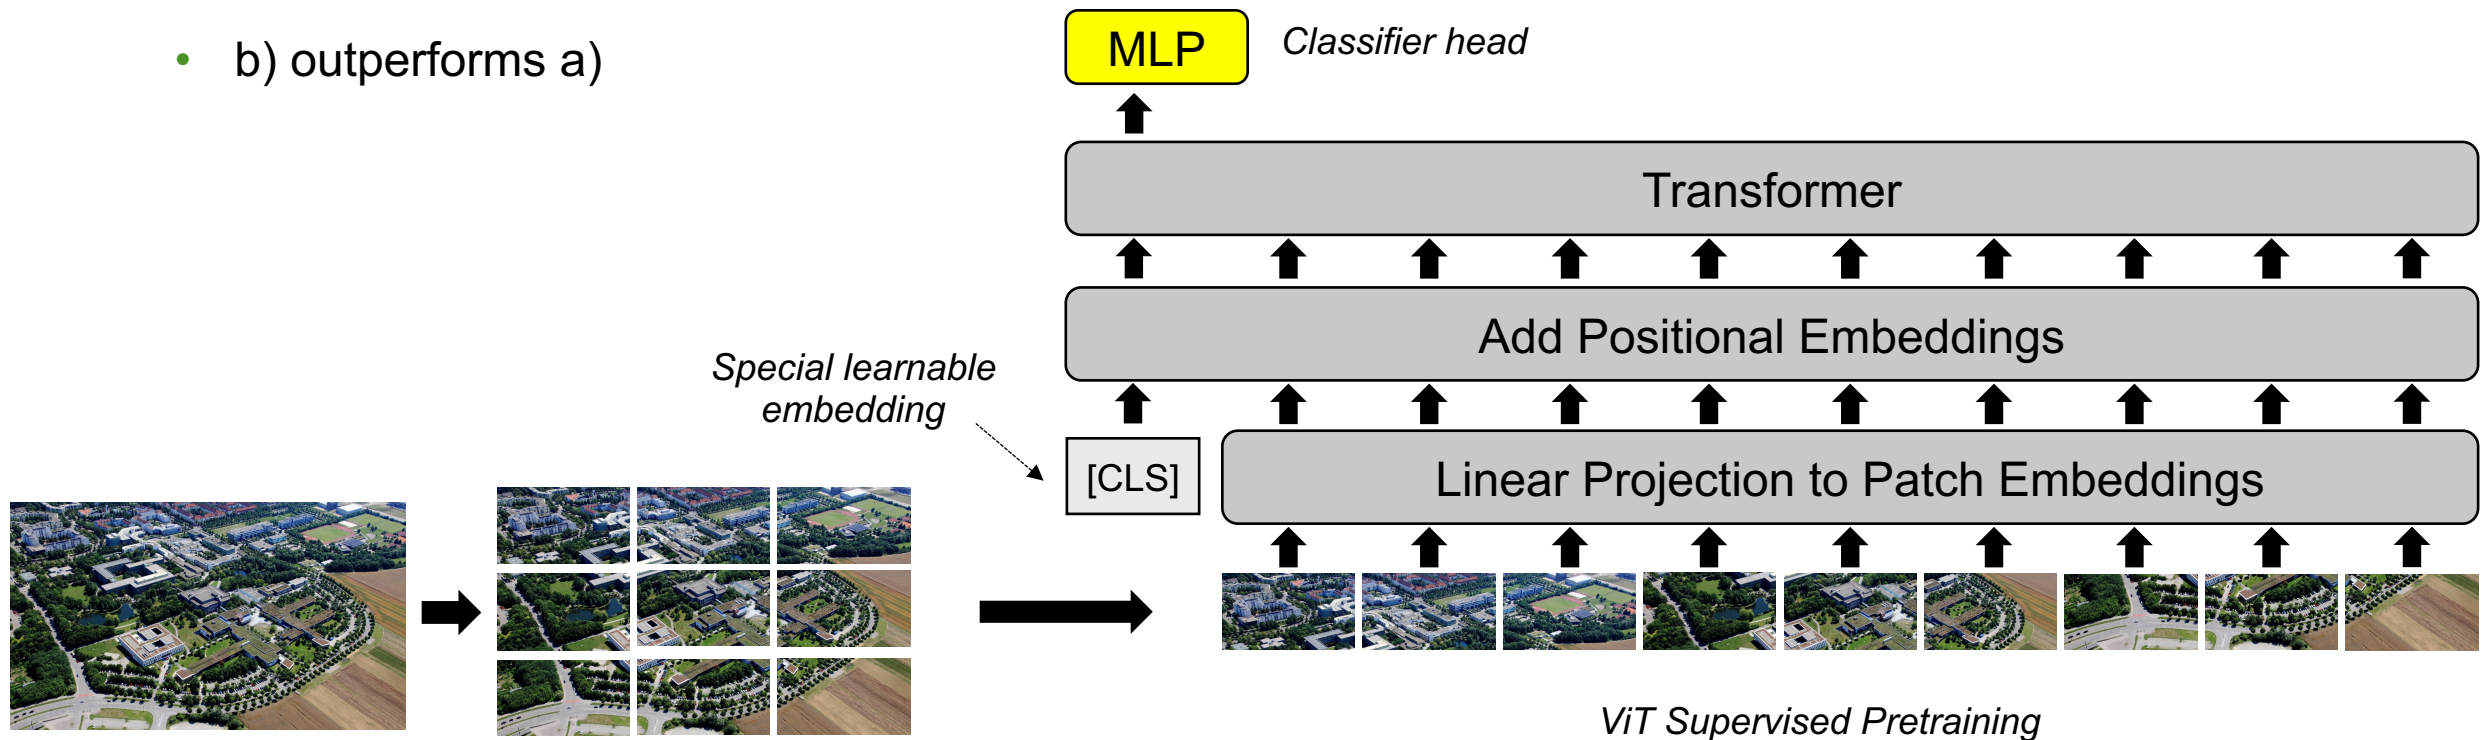 • b) outperforms a)
MLP
Classifier head
Transformer
Add Positional Embeddings
Special learnable
embedding
[CLS]
Linear Projection to Patch Embeddings
ViT Supervised Pretraining